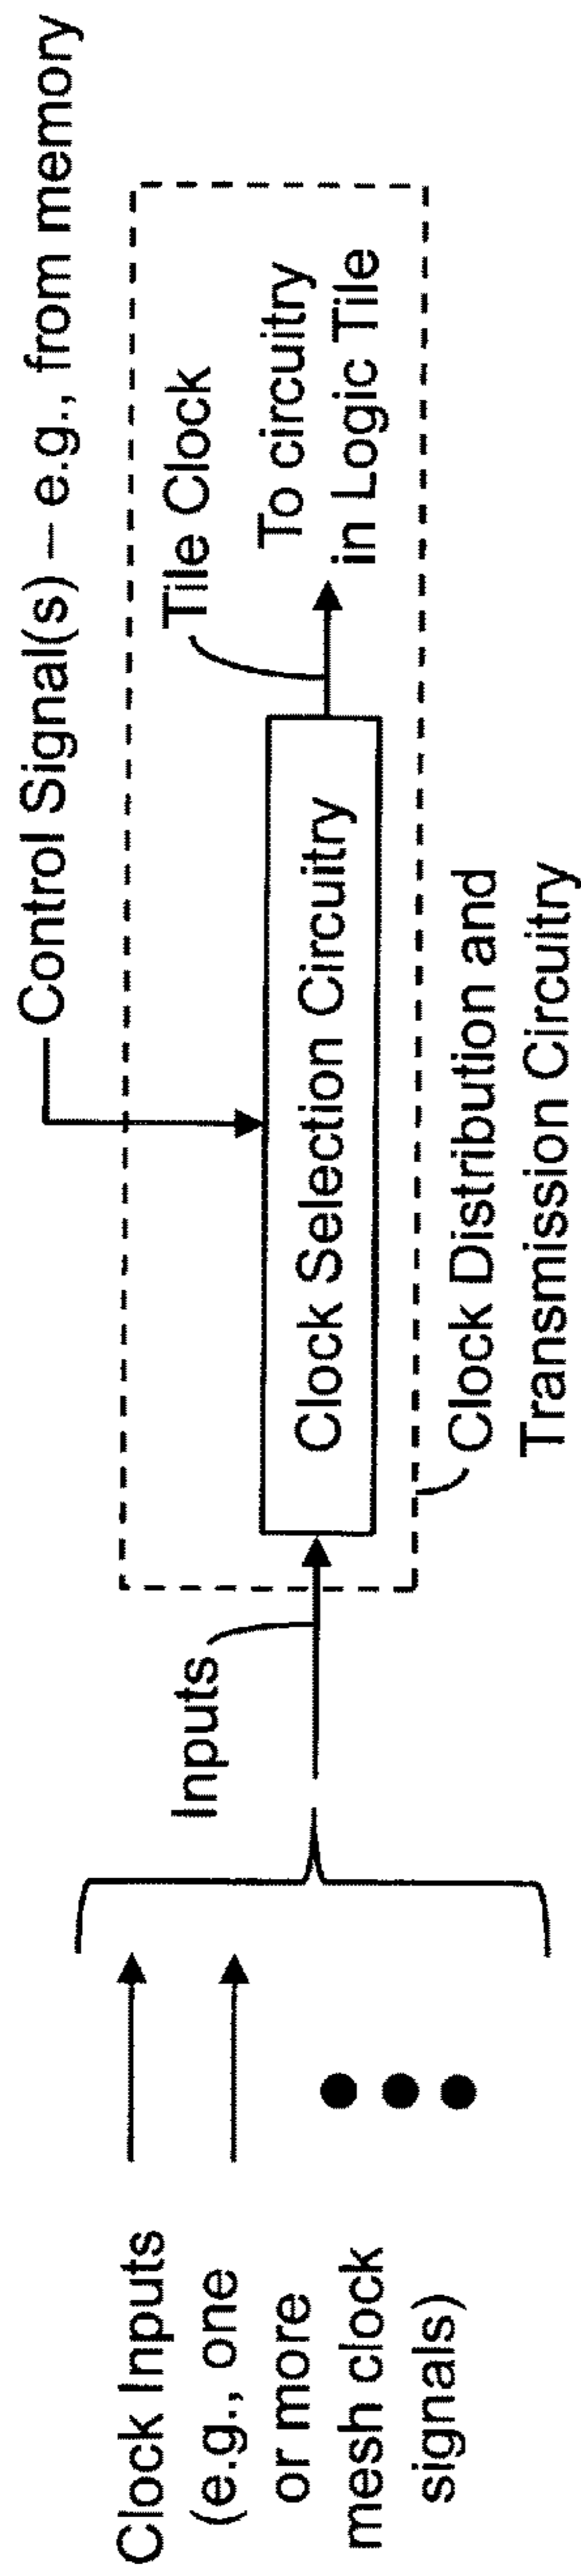 Control Signal(s) – e.g., from memory
Clock Inputs
(e.g., one
or more
mesh clock
signals)
Inputs
Clock Selection Circuitry
Tile Clock
To circuitry
in Logic Tile
Clock Distribution and
Transmission Circuitry